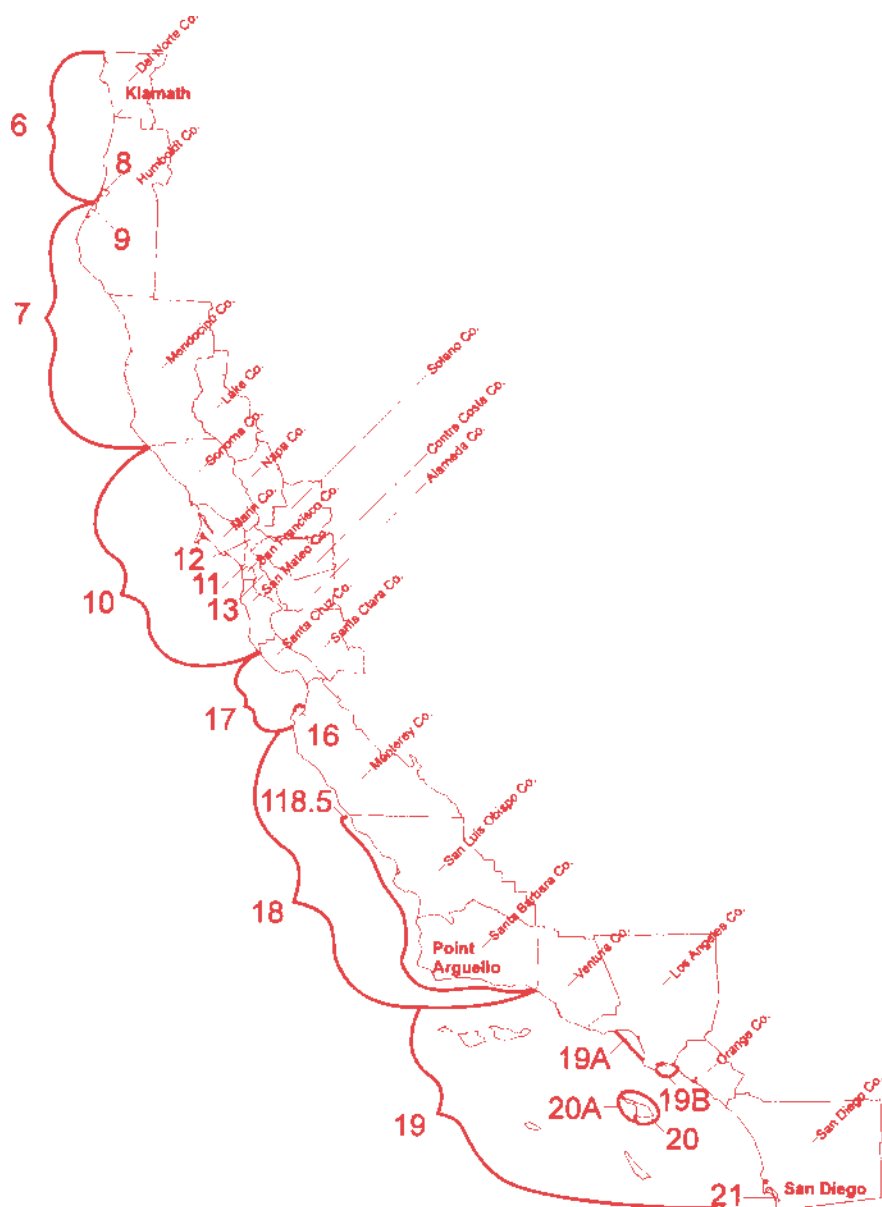 Del Norte Co.
Klamath
6
8
Humboldt Co.
9
7
Mendocino Co.
Solano Co.
Lake Co.
Contra Costa Co.
Sonoma Co.
Napa Co.
Alameda Co.
Marin Co.
San Francisco Co.
12
11
San Mateo Co.
10
13
Santa Cruz Co.
Santa Clara Co.
17
16
Monterey Co.
118.5
San Luis Obispo Co.
18
Santa Barbara Co.
Point
Arguello
Ventura Co.
Los Angeles Co.
19A
Orange Co.
19B
20A
19
20
San Diego Co.
21
San Diego